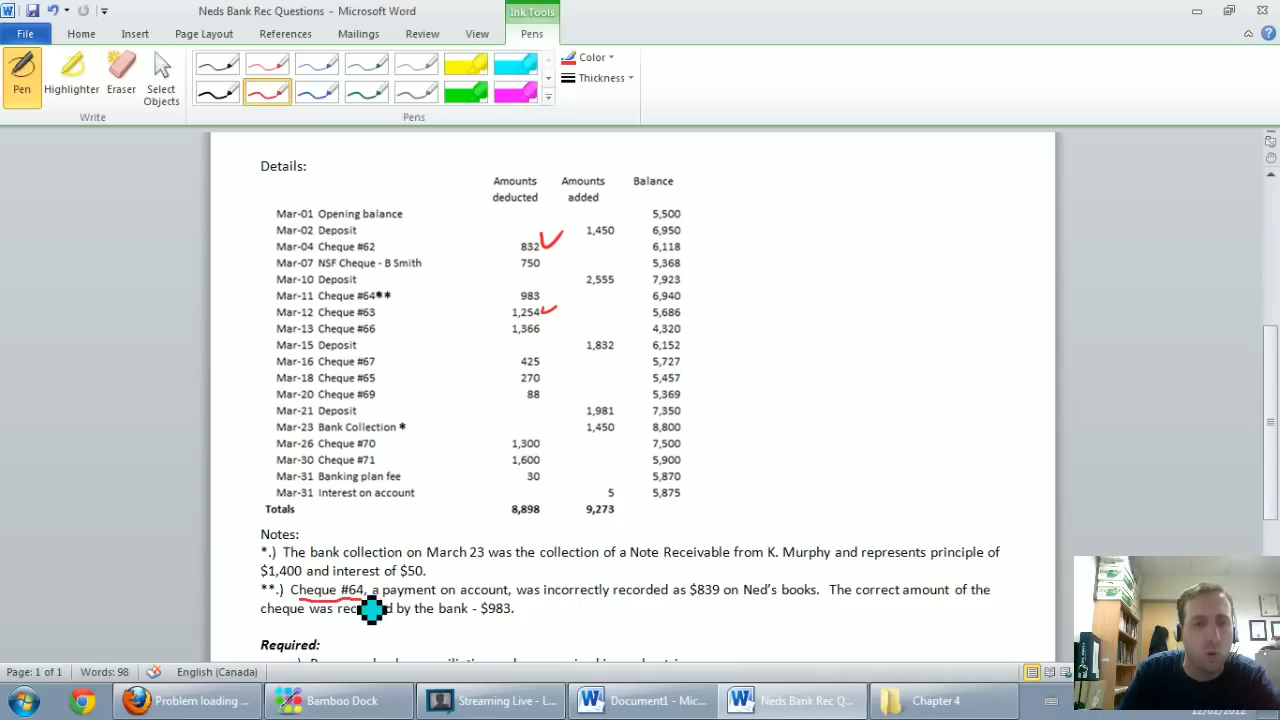 Neds Bank Rec Questions - Microsoft Word
Ink Tools
File Home Insert Page Layout References Mailings Review View Pens
Pen Highlighter Eraser Select Objects
Color
Thickness
Write Pens
Details:
Amounts deducted Amounts added Balance
Mar-01 Opening balance 5,500
Mar-02 Deposit 1,450 6,950
Mar-04 Cheque #62 832 6,118
Mar-07 NSF Cheque - B Smith 750 5,368
Mar-10 Deposit 2,555 7,923
Mar-11 Cheque #64** 983 6,940
Mar-12 Cheque #63 1,254 5,686
Mar-13 Cheque #66 1,366 4,320
Mar-15 Deposit 1,832 6,152
Mar-16 Cheque #67 425 5,727
Mar-18 Cheque #65 270 5,457
Mar-20 Cheque #69 88 5,369
Mar-21 Deposit 1,981 7,350
Mar-23 Bank Collection * 1,450 8,800
Mar-26 Cheque #70 1,300 7,500
Mar-30 Cheque #71 1,600 5,900
Mar-31 Banking plan fee 30 5,870
Mar-31 Interest on account 5 5,875
Totals 8,898 9,273
Notes:
*.) The bank collection on March 23 was the collection of a Note Receivable from K. Murphy and represents principle of
$1,400 and interest of $50.
**.) Cheque #64, a payment on account, was incorrectly recorded as $839 on Ned's books. The correct amount of the
cheque was by the bank - $983.
Required:
Page: 1 of 1 Words: 98 English (Canada)
Problem loading ... Bamboo Dock Streaming Live - L... Document1 - Mic... Neds Bank Rec Q... Chapter 4